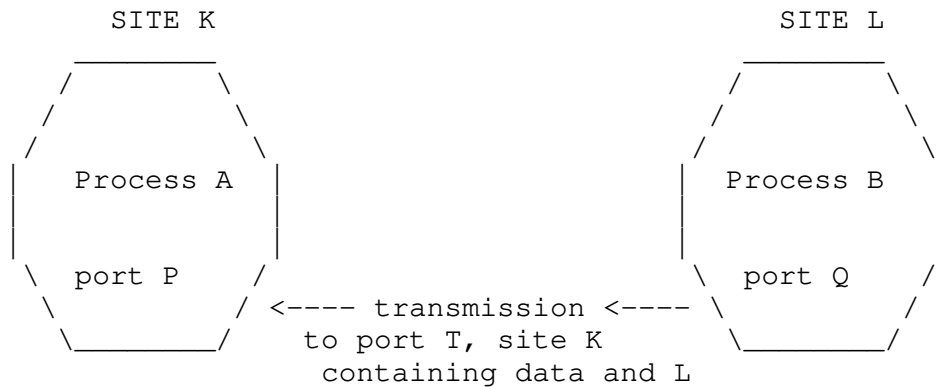 SITE K SITE L
Process A Process B
port P port Q
<---- transmission <----
to port T, site K
containing data and L